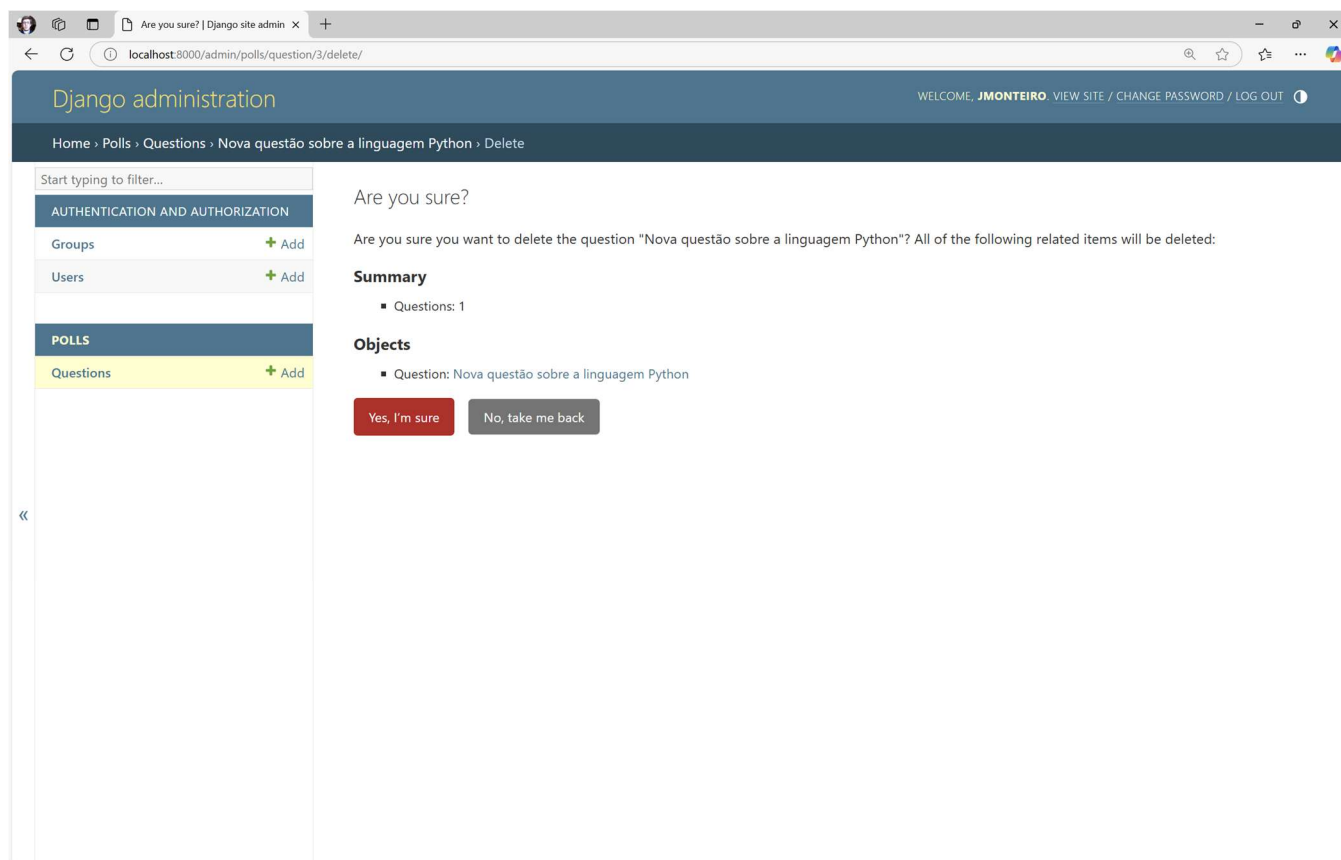 Are you sure? | Django site admin
localhost:8000/admin/polls/question/3/delete/
Django administration
WELCOME, JMONTEIRO. VIEW SITE / CHANGE PASSWORD / LOG OUT
Home › Polls › Questions › Nova questão sobre a linguagem Python › Delete
Start typing to filter...
AUTHENTICATION AND AUTHORIZATION
Groups + Add
Users + Add
POLLS
Questions + Add
«
Are you sure?
Are you sure you want to delete the question "Nova questão sobre a linguagem Python"? All of the following related items will be deleted:
Summary
Questions: 1
Objects
Question: Nova questão sobre a linguagem Python
Yes, I’m sure No, take me back